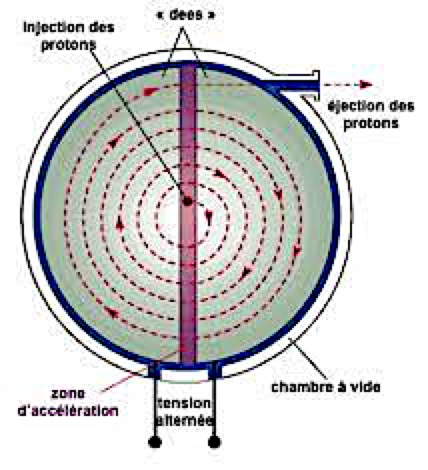 « dees »
Injection des
protons
éjection des
protons
chambre à vide
zone
d'accélération
tension
alternée